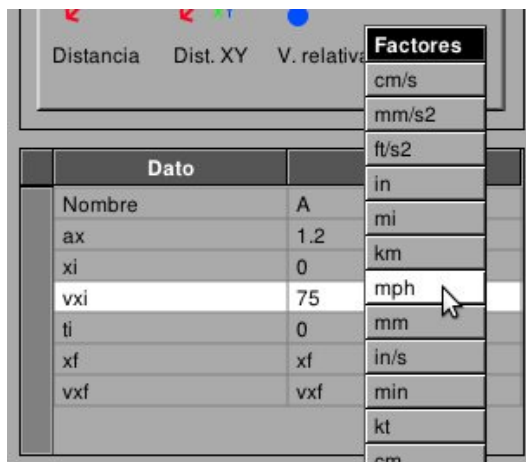 Distancia Dist. XY V. relativa
Factores
cm/s
mm/s2
ft/s2
in
mi
km
mph
mm
in/s
min
kt
cm
Dato
Nombre A
ax 1.2
xi 0
vxi 75
ti 0
xf xf
vxf vxf